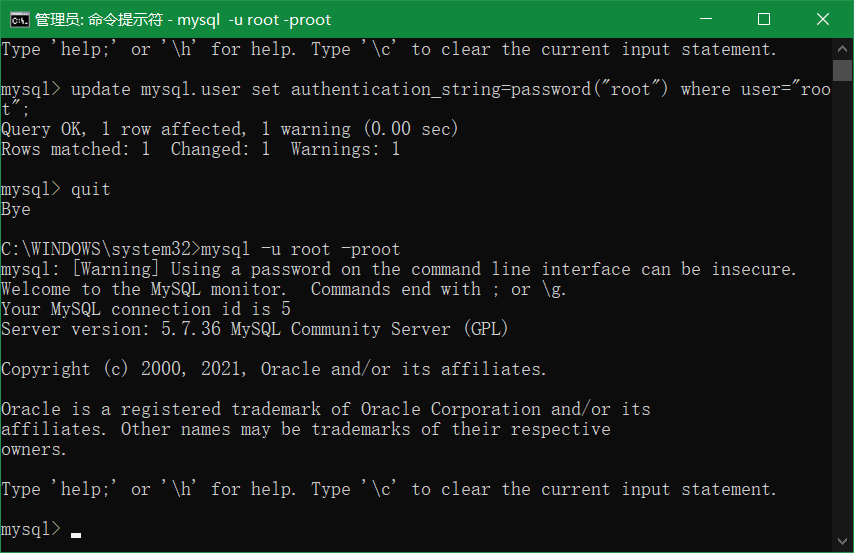 管理员: 命令提示符 - mysql  -u root -proot
Type 'help;' or '\h' for help. Type '\c' to clear the current input statement.
mysql> update mysql.user set authentication_string=password("root") where user="roo
t";
Query OK, 1 row affected, 1 warning (0.00 sec)
Rows matched: 1  Changed: 1  Warnings: 1
mysql> quit
Bye
C:\WINDOWS\system32>mysql -u root -proot
mysql: [Warning] Using a password on the command line interface can be insecure.
Welcome to the MySQL monitor.  Commands end with ; or \g.
Your MySQL connection id is 5
Server version: 5.7.36 MySQL Community Server (GPL)
Copyright (c) 2000, 2021, Oracle and/or its affiliates.
Oracle is a registered trademark of Oracle Corporation and/or its
affiliates. Other names may be trademarks of their respective
owners.
Type 'help;' or '\h' for help. Type '\c' to clear the current input statement.
mysql>